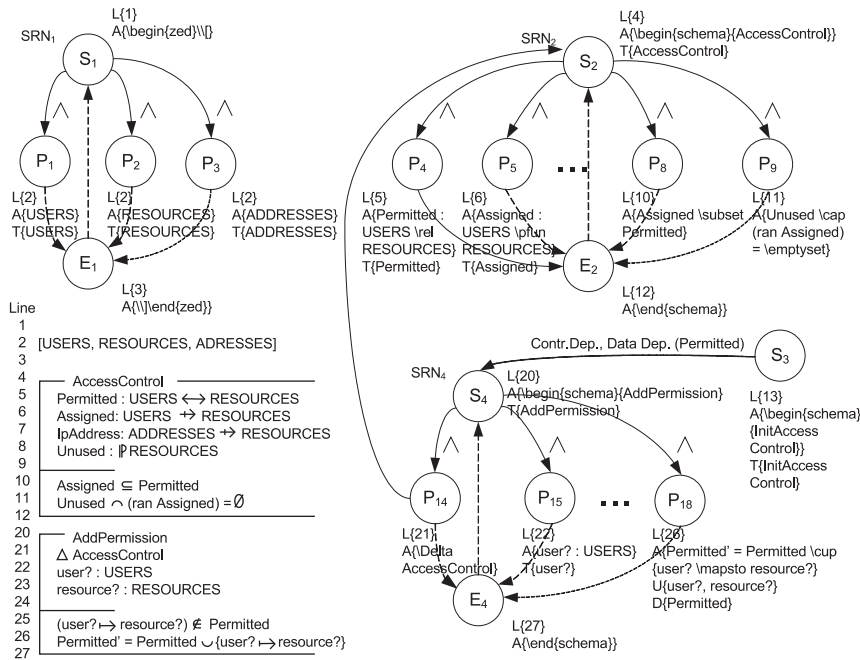 SRN₁
L{1}
A{\begin{zed}\\[}
S₁
∧
∧
∧
P₁
P₂
P₃
L{2}
A{USERS}
T{USERS}
L{2}
A{RESOURCES}
T{RESOURCES}
L{2}
A{ADDRESSES}
T{ADDRESSES}
E₁
L{3}
A{\\]\end{zed}}
SRN₂
L{4}
A{\begin{schema}{AccessControl}}
T{AccessControl}
S₂
∧
∧
∧
∧
P₄
P₅
...
P₈
P₉
L{5}
A{Permitted :
USERS \rel
RESOURCES}
T{Permitted}
L{6}
A{Assigned :
USERS \pfun
RESOURCES}
T{Assigned}
L{10}
A{Assigned \subset
Permitted}
L{11}
A{Unused \cap
(ran Assigned)
= \emptyset}
E₂
L{12}
A{\end{schema}}
Line
1
2 [USERS, RESOURCES, ADRESSES]
3
4 AccessControl
5 Permitted : USERS ↔ RESOURCES
6 Assigned: USERS ⇸ RESOURCES
7 IpAddress: ADDRESSES ⇸ RESOURCES
8 Unused : ℙ RESOURCES
9
10 Assigned ⊆ Permitted
11 Unused ∩ (ran Assigned) = Ø
12
20 AddPermission
21 Δ AccessControl
22 user? : USERS
23 resource? : RESOURCES
24
25 (user? ↦ resource?) ∉ Permitted
26 Permitted' = Permitted ∪ {user? ↦ resource?}
27
Contr.Dep., Data Dep. (Permitted)
S₃
L{13}
A{\begin{schema}
{InitAccess
Control}}
T{InitAccess
Control}
SRN₄
S₄
L{20}
A{\begin{schema}{AddPermission}
T{AddPermission}
∧
∧
∧
P₁₄
P₁₅
...
P₁₈
L{21}
A{\Delta
AccessControl}
L{22}
A{user? : USERS}
T{user?}
L{26}
A{Permitted' = Permitted \cup
{user? \mapsto resource?}
U{user?, resource?}
D{Permitted}
E₄
L{27}
A{\end{schema}}